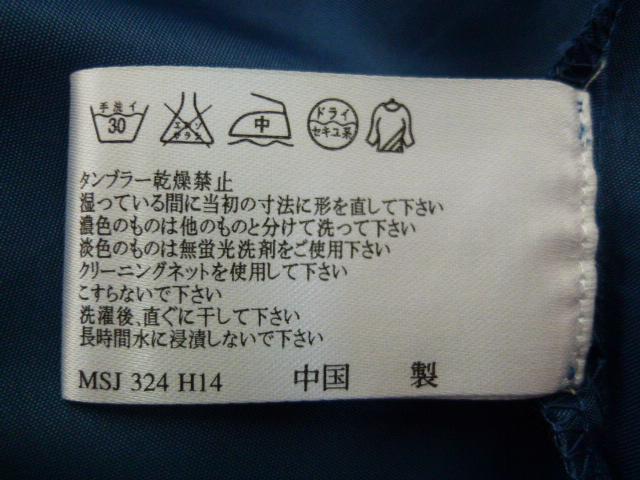 手洗イ 30 エンソサラシ 中 ドライ セキユ系
タンブラー乾燥禁止
湿っている間に当初の寸法に形を直して下さい
濃色のものは他のものと分けて洗って下さい
淡色のものは無蛍光洗剤をご使用下さい
クリーニングネットを使用して下さい
こすらないで下さい
洗濯後、直ぐに干して下さい
長時間水に浸漬しないで下さい
MSJ 324 H14 中国 製